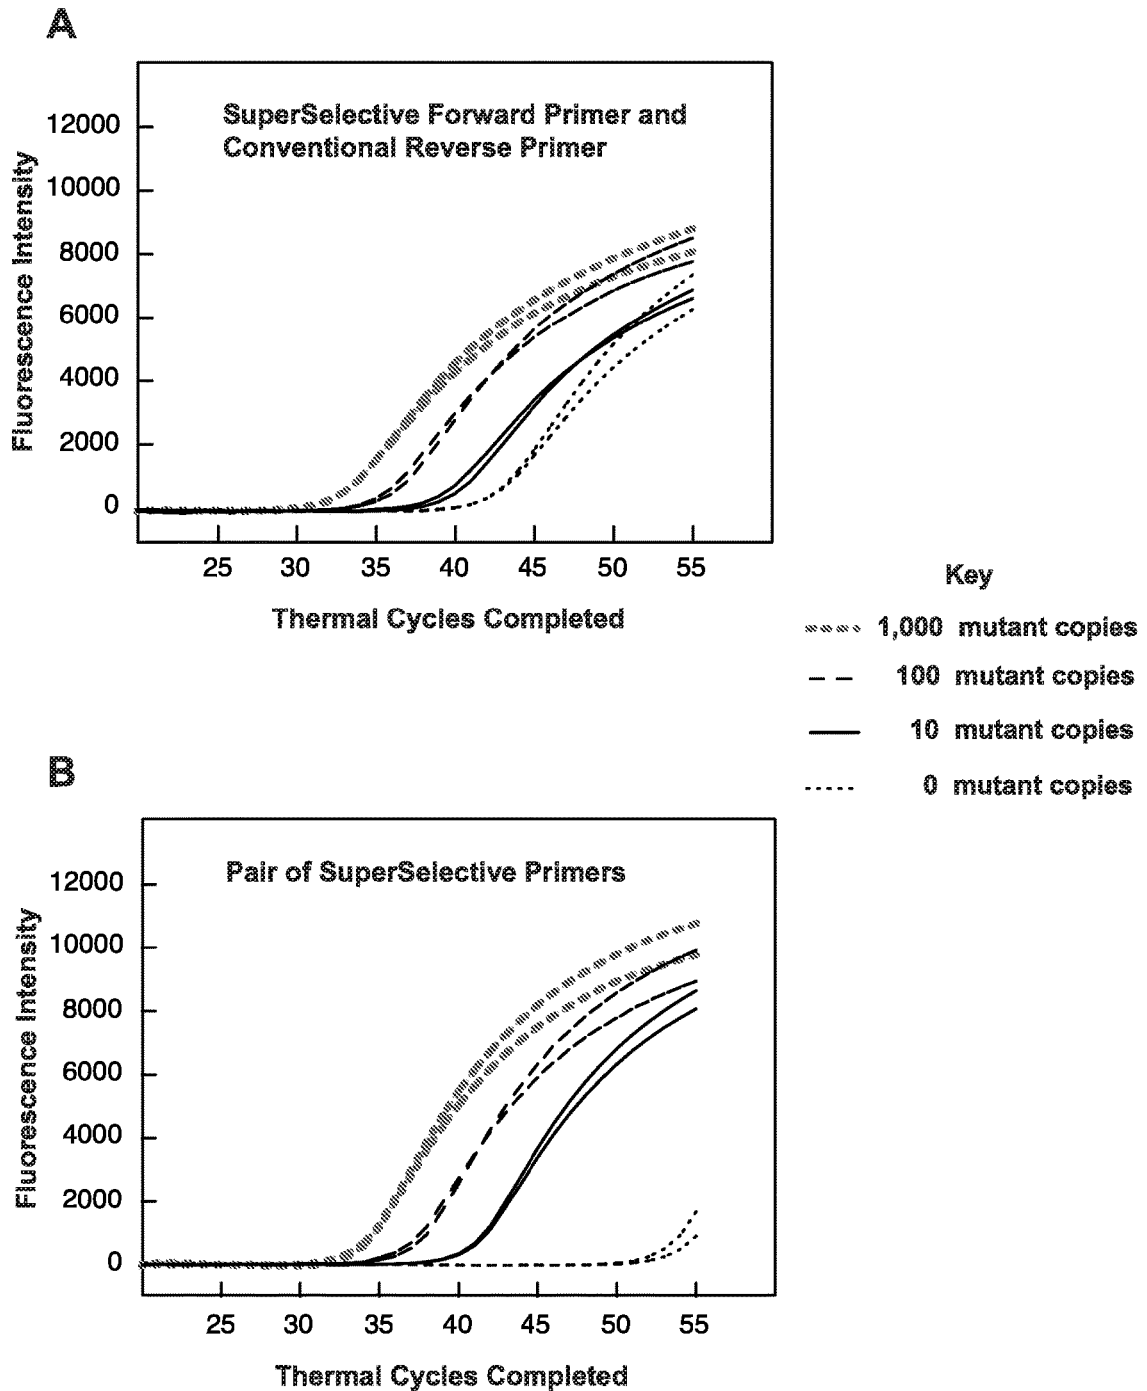 A
SuperSelective Forward Primer and
Conventional Reverse Primer
Fluorescence Intensity
12000
10000
8000
6000
4000
2000
0
25 30 35 40 45 50 55
Thermal Cycles Completed
Key
1,000 mutant copies
100 mutant copies
10 mutant copies
0 mutant copies
B
Pair of SuperSelective Primers
Fluorescence Intensity
12000
10000
8000
6000
4000
2000
0
25 30 35 40 45 50 55
Thermal Cycles Completed